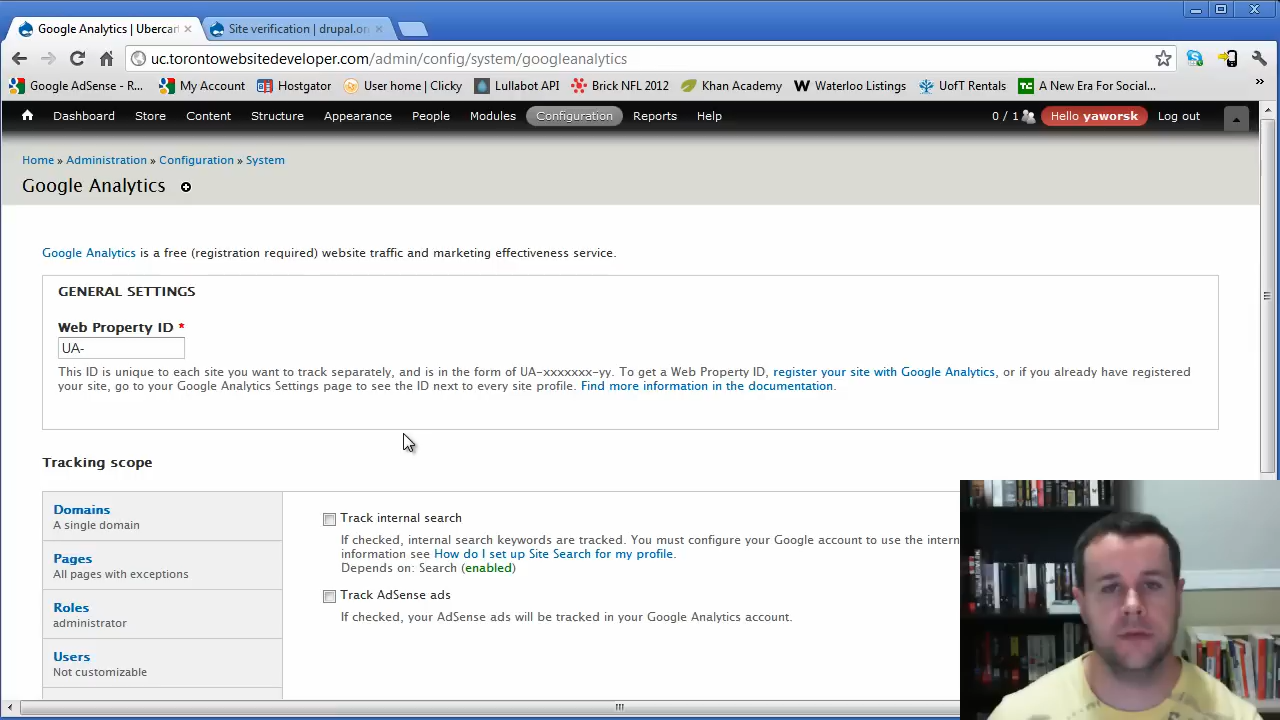 Google Analytics | Ubercart
Site verification | drupal.or
uc.torontowebsitedeveloper.com/admin/config/system/googleanalytics
Google AdSense - R... My Account Hostgator User home | Clicky Lullabot API Brick NFL 2012 Khan Academy Waterloo Listings UofT Rentals A New Era For Social... »
Dashboard Store Content Structure Appearance People Modules Configuration Reports Help 0 / 1 Hello yaworsk Log out
Home » Administration » Configuration » System
Google Analytics
Google Analytics is a free (registration required) website traffic and marketing effectiveness service.
GENERAL SETTINGS
Web Property ID *
UA-
This ID is unique to each site you want to track separately, and is in the form of UA-xxxxxxx-yy. To get a Web Property ID, register your site with Google Analytics, or if you already have registered
your site, go to your Google Analytics Settings page to see the ID next to every site profile. Find more information in the documentation.
Tracking scope
Domains
A single domain
Pages
All pages with exceptions
Roles
administrator
Users
Not customizable
Track internal search
If checked, internal search keywords are tracked. You must configure your Google account to use the intern
information see How do I set up Site Search for my profile.
Depends on: Search (enabled)
Track AdSense ads
If checked, your AdSense ads will be tracked in your Google Analytics account.